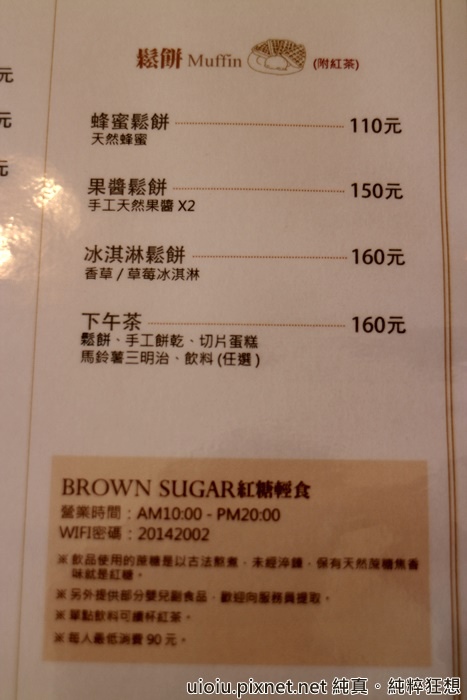 鬆餅 Muffin (附紅茶)
元
蜂蜜鬆餅 110元
天然蜂蜜
元
果醬鬆餅 150元
手工天然果醬 X2
元
冰淇淋鬆餅 160元
香草 / 草莓冰淇淋
下午茶 160元
鬆餅、手工餅乾、切片蛋糕
馬鈴薯三明治、飲料 (任選)
BROWN SUGAR紅糖輕食
營業時間：AM10:00 - PM20:00
WIFI密碼：20142002
※ 飲品使用的蔗糖是以古法熬煮，未經淬鍊，保有天然蔗糖焦香
味就是紅糖。
※ 另外提供部分嬰兒副食品，歡迎向服務員提取。
※ 單點飲料可續杯紅茶。
※ 每人最低消費 90 元。
uioiu.pixnet.net 純真。純粹狂想